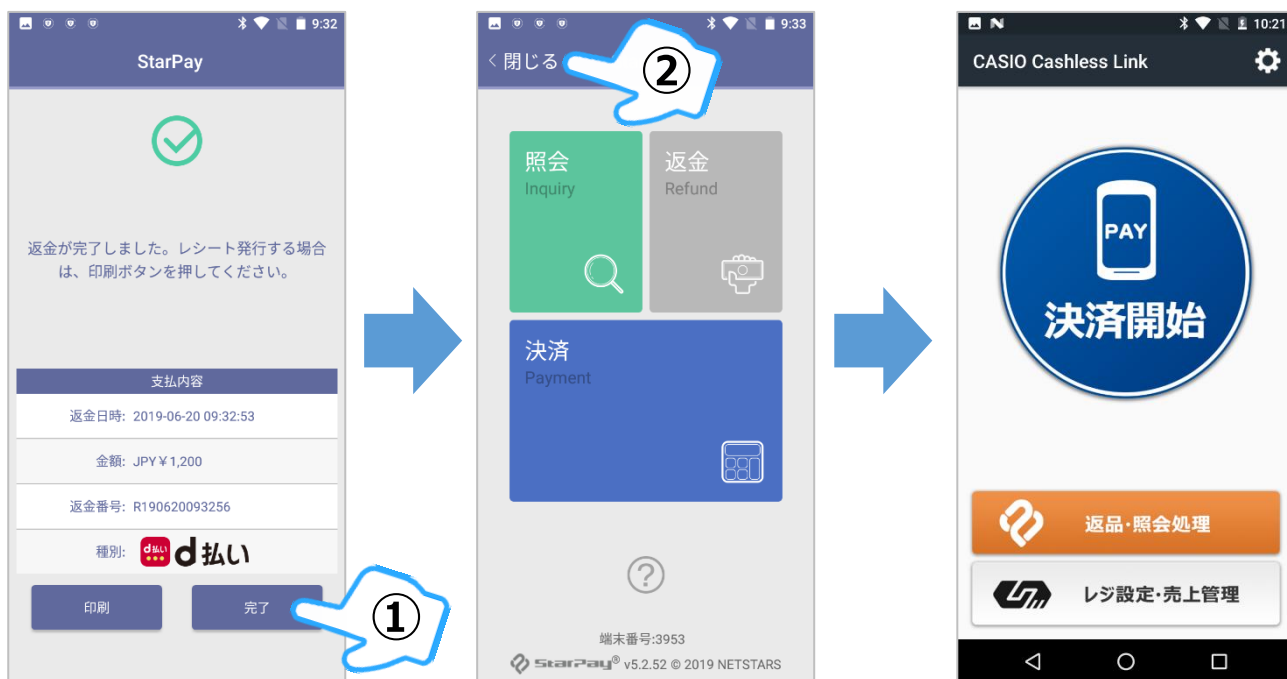 9:32
StarPay
返金が完了しました。レシート発行する場合
は、印刷ボタンを押してください。
支払内容
返金日時: 2019-06-20 09:32:53
金額: JPY￥1,200
返金番号: R190620093256
種別: d払い d払い
印刷
完了
①
9:33
<閉じる
②
照会
Inquiry
返金
Refund
決済
Payment
?
端末番号:3953
StarPay® v5.2.52 © 2019 NETSTARS
10:21
CASIO Cashless Link
PAY
決済開始
返品・照会処理
レジ設定・売上管理